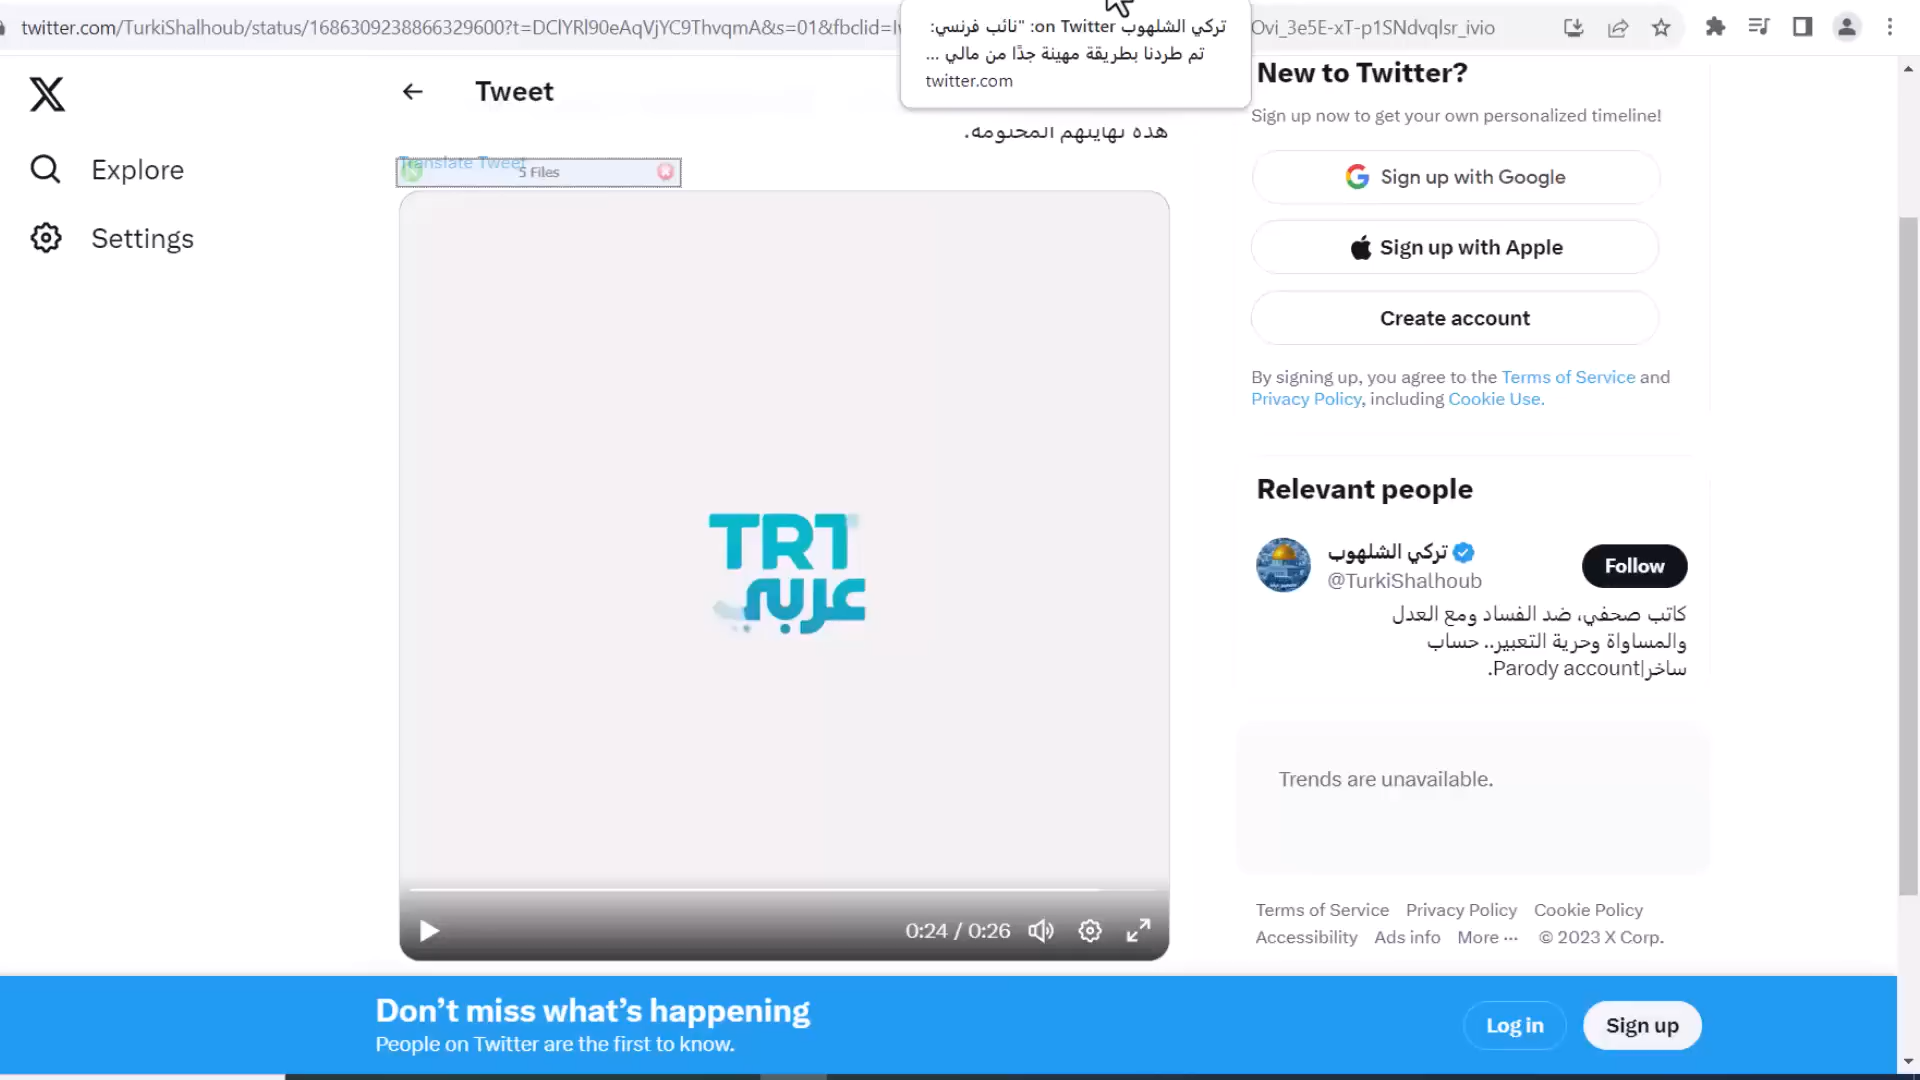 twitter.com/TurkiShalhoub/status/1686309238866329600?t=DClYRl90eAqVjYC9ThvqmA&s=01&fbclid=Iw
Ovi_3e5E-xT-p1SNdvqlsr_ivio
تركي الشلهوب on Twitter: "نائب فرنسي:
تم طردنا بطريقة مهينة جدًا من مالي ...
twitter.com
Tweet
هذه نهايتهم المحتومة.
Translate Tweet
5 Files
Explore
Settings
TRT
عربي
0:24 / 0:26
New to Twitter?
Sign up now to get your own personalized timeline!
Sign up with Google
Sign up with Apple
Create account
By signing up, you agree to the Terms of Service and
Privacy Policy, including Cookie Use.
Relevant people
تركي الشلهوب
@TurkiShalhoub
Follow
كاتب صحفي، ضد الفساد ومع العدل
والمساواة وحرية التعبير.. حساب
ساخر|Parody account.
Trends are unavailable.
Terms of Service Privacy Policy Cookie Policy
Accessibility Ads info More ··· © 2023 X Corp.
Don’t miss what’s happening
People on Twitter are the first to know.
Log in
Sign up